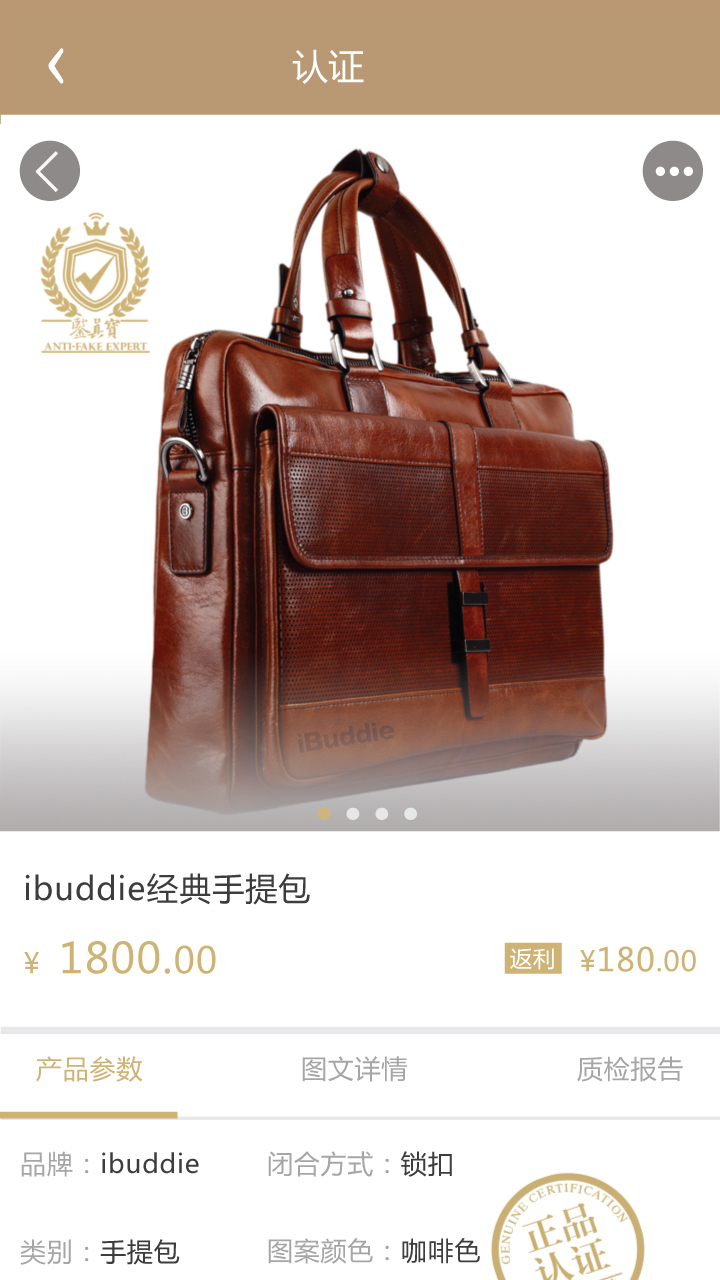 认证
鉴真宝
ANTI-FAKE EXPERT
iBuddie
ibuddie经典手提包
¥ 1800.00 返利 ¥180.00
产品参数 图文详情 质检报告
品牌：ibuddie 闭合方式：锁扣
类别：手提包 图案颜色：咖啡色
GENUINE CERTIFICATION
正品
认证